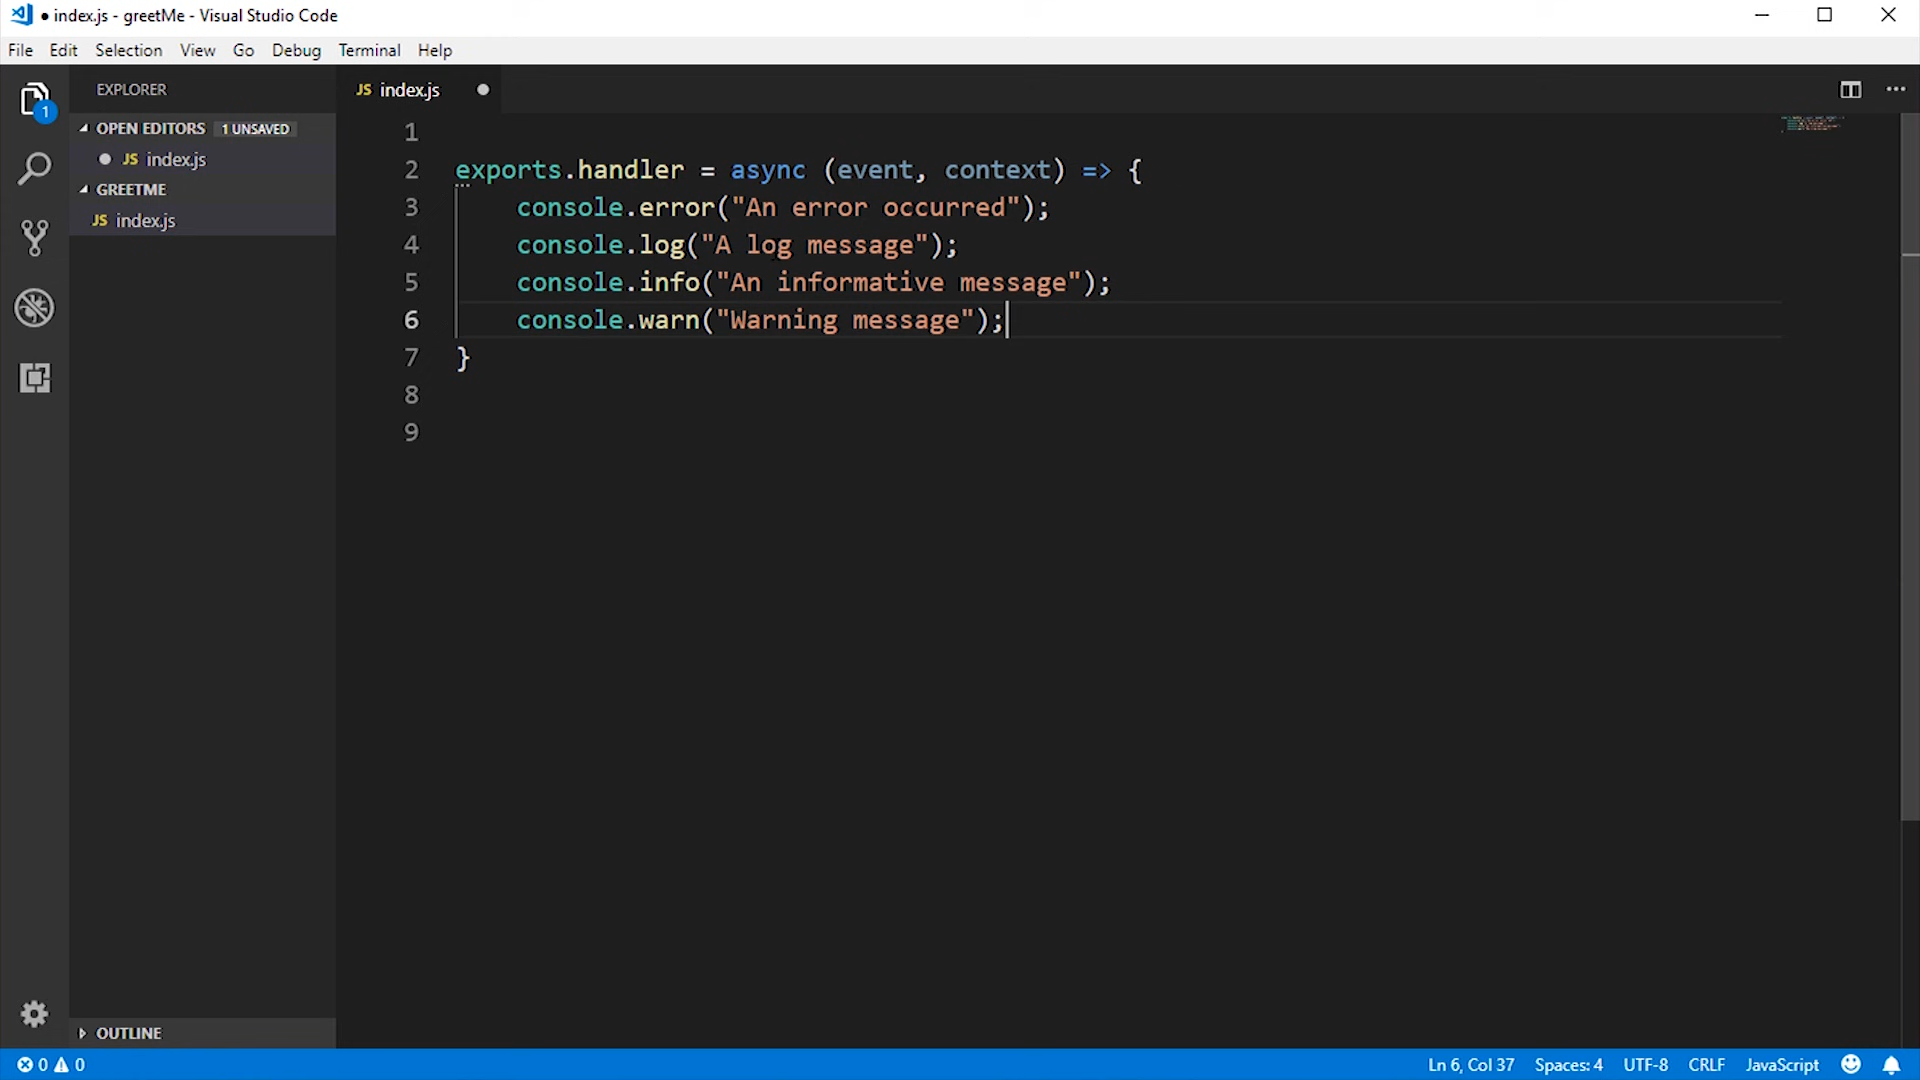 ● index.js - greetMe - Visual Studio Code
File Edit Selection View Go Debug Terminal Help
EXPLORER
OPEN EDITORS 1 UNSAVED
● JS index.js
GREETME
JS index.js
OUTLINE
JS index.js ●
1
2 exports.handler = async (event, context) => {
3     console.error("An error occurred");
4     console.log("A log message");
5     console.info("An informative message");
6     console.warn("Warning message");
7 }
8
9
1
0 0 Ln 6, Col 37 Spaces: 4 UTF-8 CRLF JavaScript